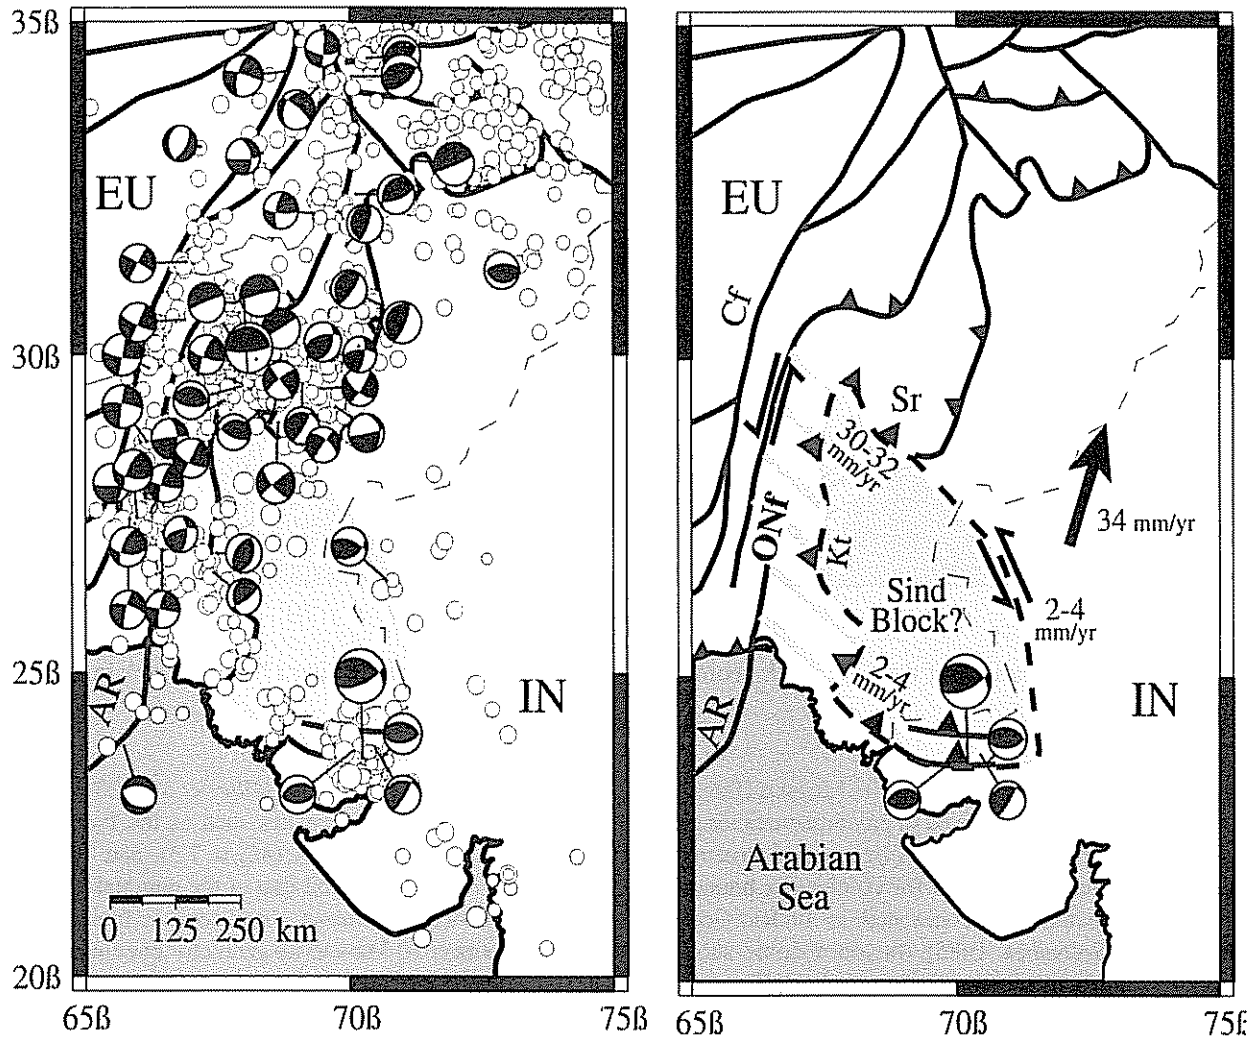 35ß
30ß
25ß
20ß
EU
AR
IN
0 125 250 km
65ß
70ß
75ß
EU
Cf
Sr
30-32
mm/yr
ONf
Kt
34 mm/yr
Sind
Block?
2-4
mm/yr
2-4
mm/yr
AR
IN
Arabian
Sea
65ß
70ß
75ß